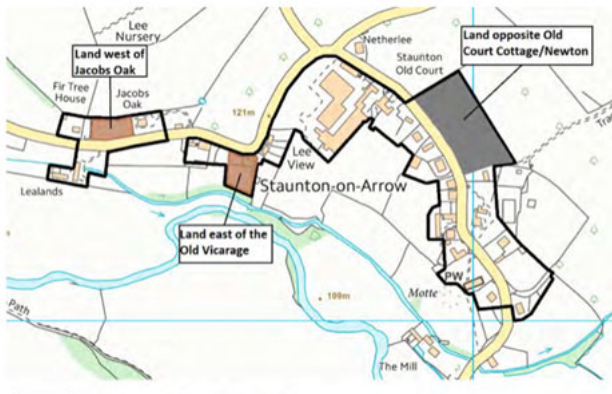 Lee
Nursery
Land west of
Jacobs Oak
Fir Tree
House
Jacobs
Oak
121m
Netherlee
Staunton
Old Court
Land opposite Old
Court Cottage/Newton
Lee
View
Staunton-on-Arrow
Lealands
Land east of the
Old Vicarage
109m
PW
Motte
Path
The Mill